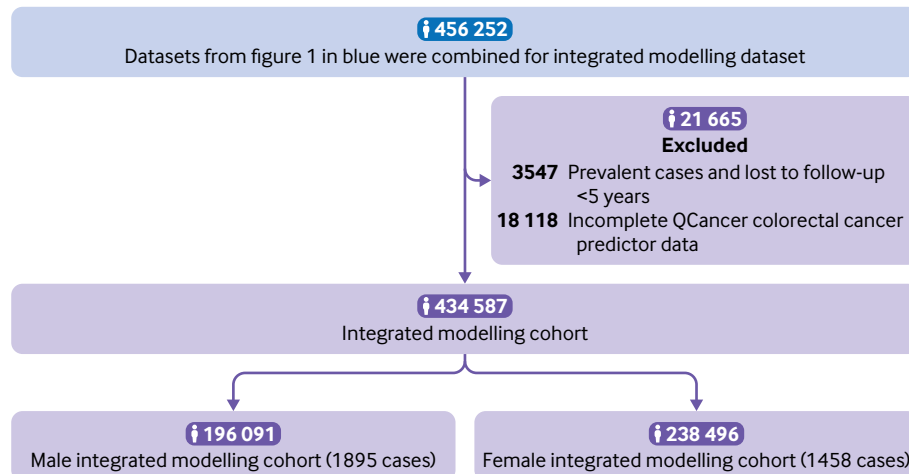 456 252
Datasets from figure 1 in blue were combined for integrated modelling dataset
21 665
Excluded
3547 Prevalent cases and lost to follow-up
<5 years
18 118 Incomplete QCancer colorectal cancer
predictor data
434 587
Integrated modelling cohort
196 091
Male integrated modelling cohort (1895 cases)
238 496
Female integrated modelling cohort (1458 cases)